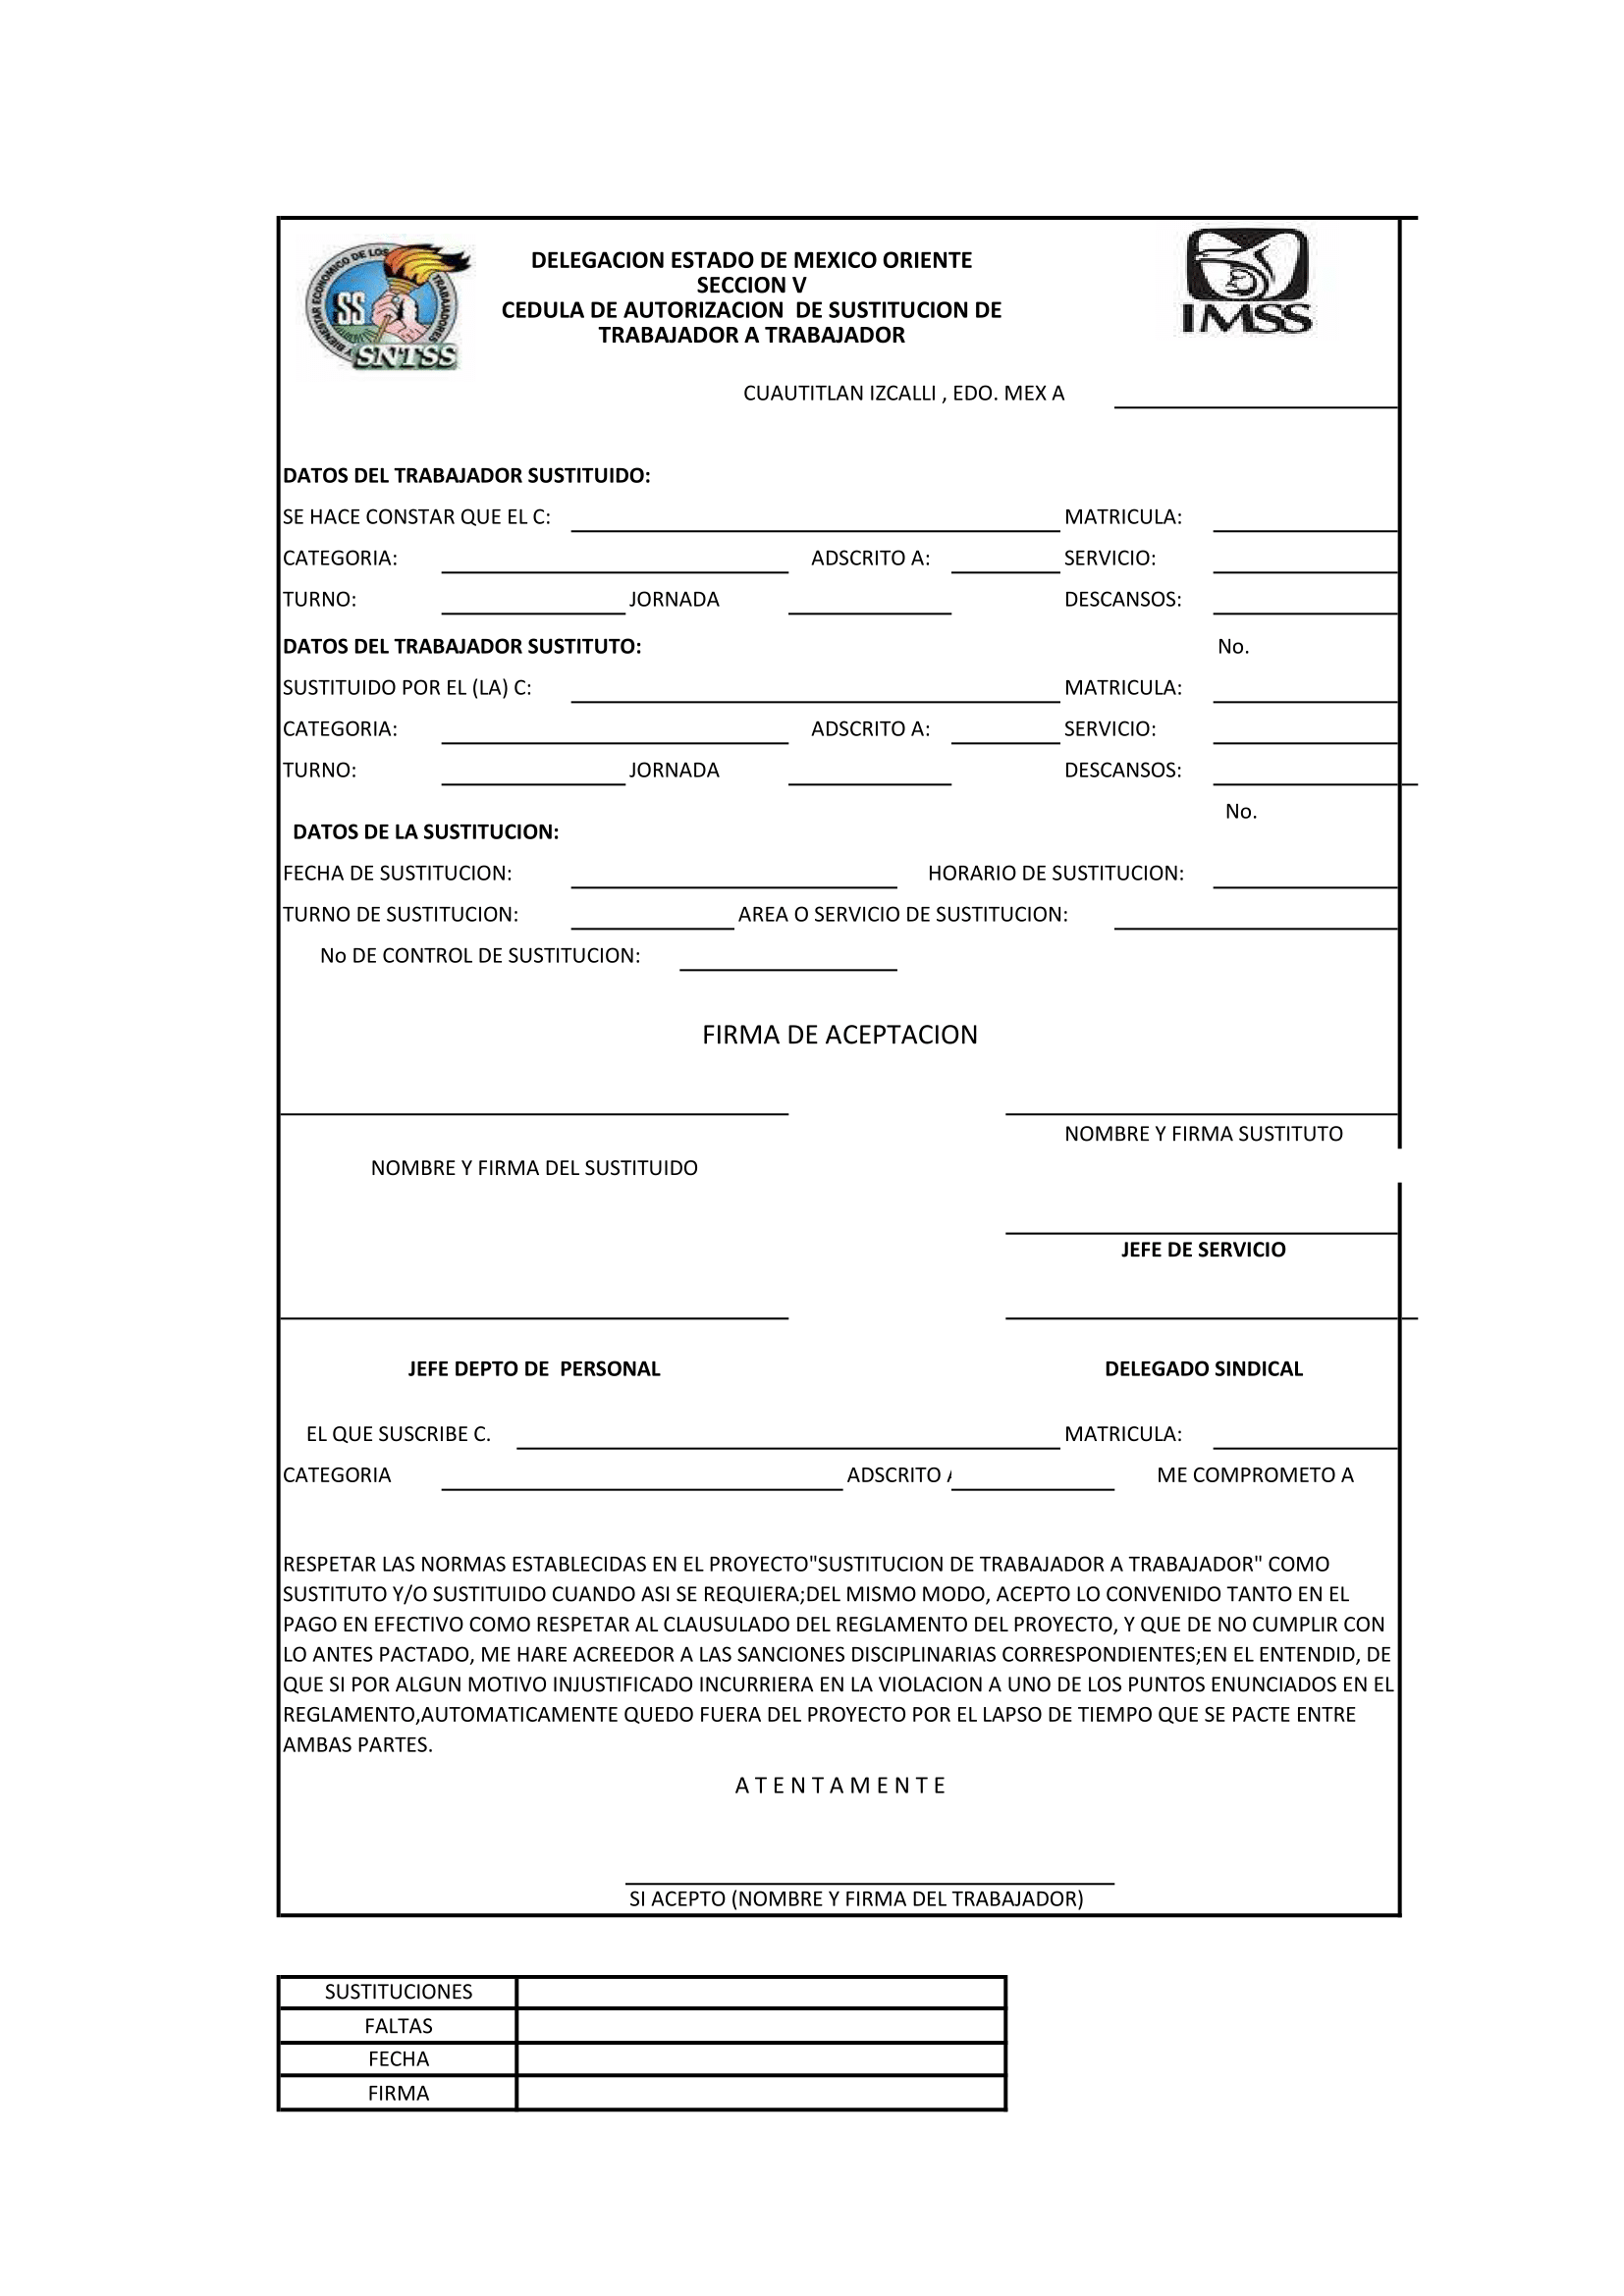 DELEGACION ESTADO DE MEXICO ORIENTE
SECCION V
CEDULA DE AUTORIZACION DE SUSTITUCION DE
TRABAJADOR A TRABAJADOR
Y BIENESTAR ECONOMICO DE LOS TRABAJADORES
SS
SNTSS
IMSS
CUAUTITLAN IZCALLI , EDO. MEX A
DATOS DEL TRABAJADOR SUSTITUIDO:
SE HACE CONSTAR QUE EL C: MATRICULA:
CATEGORIA: ADSCRITO A: SERVICIO:
TURNO: JORNADA DESCANSOS:
DATOS DEL TRABAJADOR SUSTITUTO: No.
SUSTITUIDO POR EL (LA) C: MATRICULA:
CATEGORIA: ADSCRITO A: SERVICIO:
TURNO: JORNADA DESCANSOS:
No.
DATOS DE LA SUSTITUCION:
FECHA DE SUSTITUCION: HORARIO DE SUSTITUCION:
TURNO DE SUSTITUCION: AREA O SERVICIO DE SUSTITUCION:
No DE CONTROL DE SUSTITUCION:
FIRMA DE ACEPTACION
NOMBRE Y FIRMA SUSTITUTO
NOMBRE Y FIRMA DEL SUSTITUIDO
JEFE DE SERVICIO
JEFE DEPTO DE PERSONAL DELEGADO SINDICAL
EL QUE SUSCRIBE C. MATRICULA:
CATEGORIA ADSCRITO ME COMPROMETO A
RESPETAR LAS NORMAS ESTABLECIDAS EN EL PROYECTO"SUSTITUCION DE TRABAJADOR A TRABAJADOR" COMO
SUSTITUTO Y/O SUSTITUIDO CUANDO ASI SE REQUIERA;DEL MISMO MODO, ACEPTO LO CONVENIDO TANTO EN EL
PAGO EN EFECTIVO COMO RESPETAR AL CLAUSULADO DEL REGLAMENTO DEL PROYECTO, Y QUE DE NO CUMPLIR CON
LO ANTES PACTADO, ME HARE ACREEDOR A LAS SANCIONES DISCIPLINARIAS CORRESPONDIENTES;EN EL ENTENDID, DE
QUE SI POR ALGUN MOTIVO INJUSTIFICADO INCURRIERA EN LA VIOLACION A UNO DE LOS PUNTOS ENUNCIADOS EN EL
REGLAMENTO,AUTOMATICAMENTE QUEDO FUERA DEL PROYECTO POR EL LAPSO DE TIEMPO QUE SE PACTE ENTRE
AMBAS PARTES.
A T E N T A M E N T E
SI ACEPTO (NOMBRE Y FIRMA DEL TRABAJADOR)
SUSTITUCIONES
FALTAS
FECHA
FIRMA